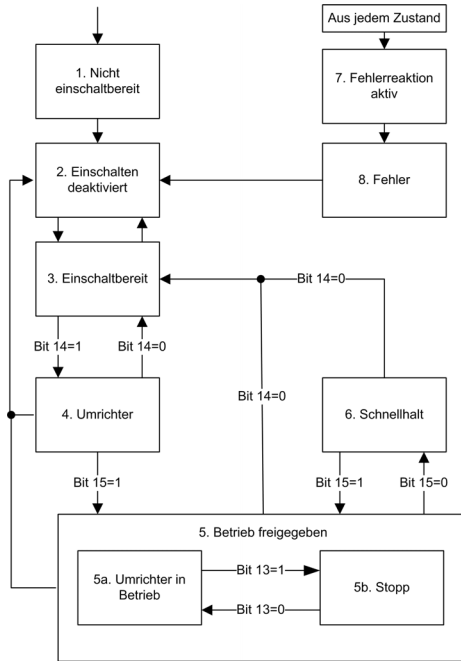 Aus jedem Zustand
1. Nicht
einschaltbereit
7. Fehlerreaktion
aktiv
2. Einschalten
deaktiviert
8. Fehler
3. Einschaltbereit
Bit 14=0
Bit 14=1
Bit 14=0
Bit 14=0
4. Umrichter
6. Schnellhalt
Bit 15=1
Bit 15=1
Bit 15=0
5. Betrieb freigegeben
5a. Umrichter in
Betrieb
Bit 13=1
Bit 13=0
5b. Stopp